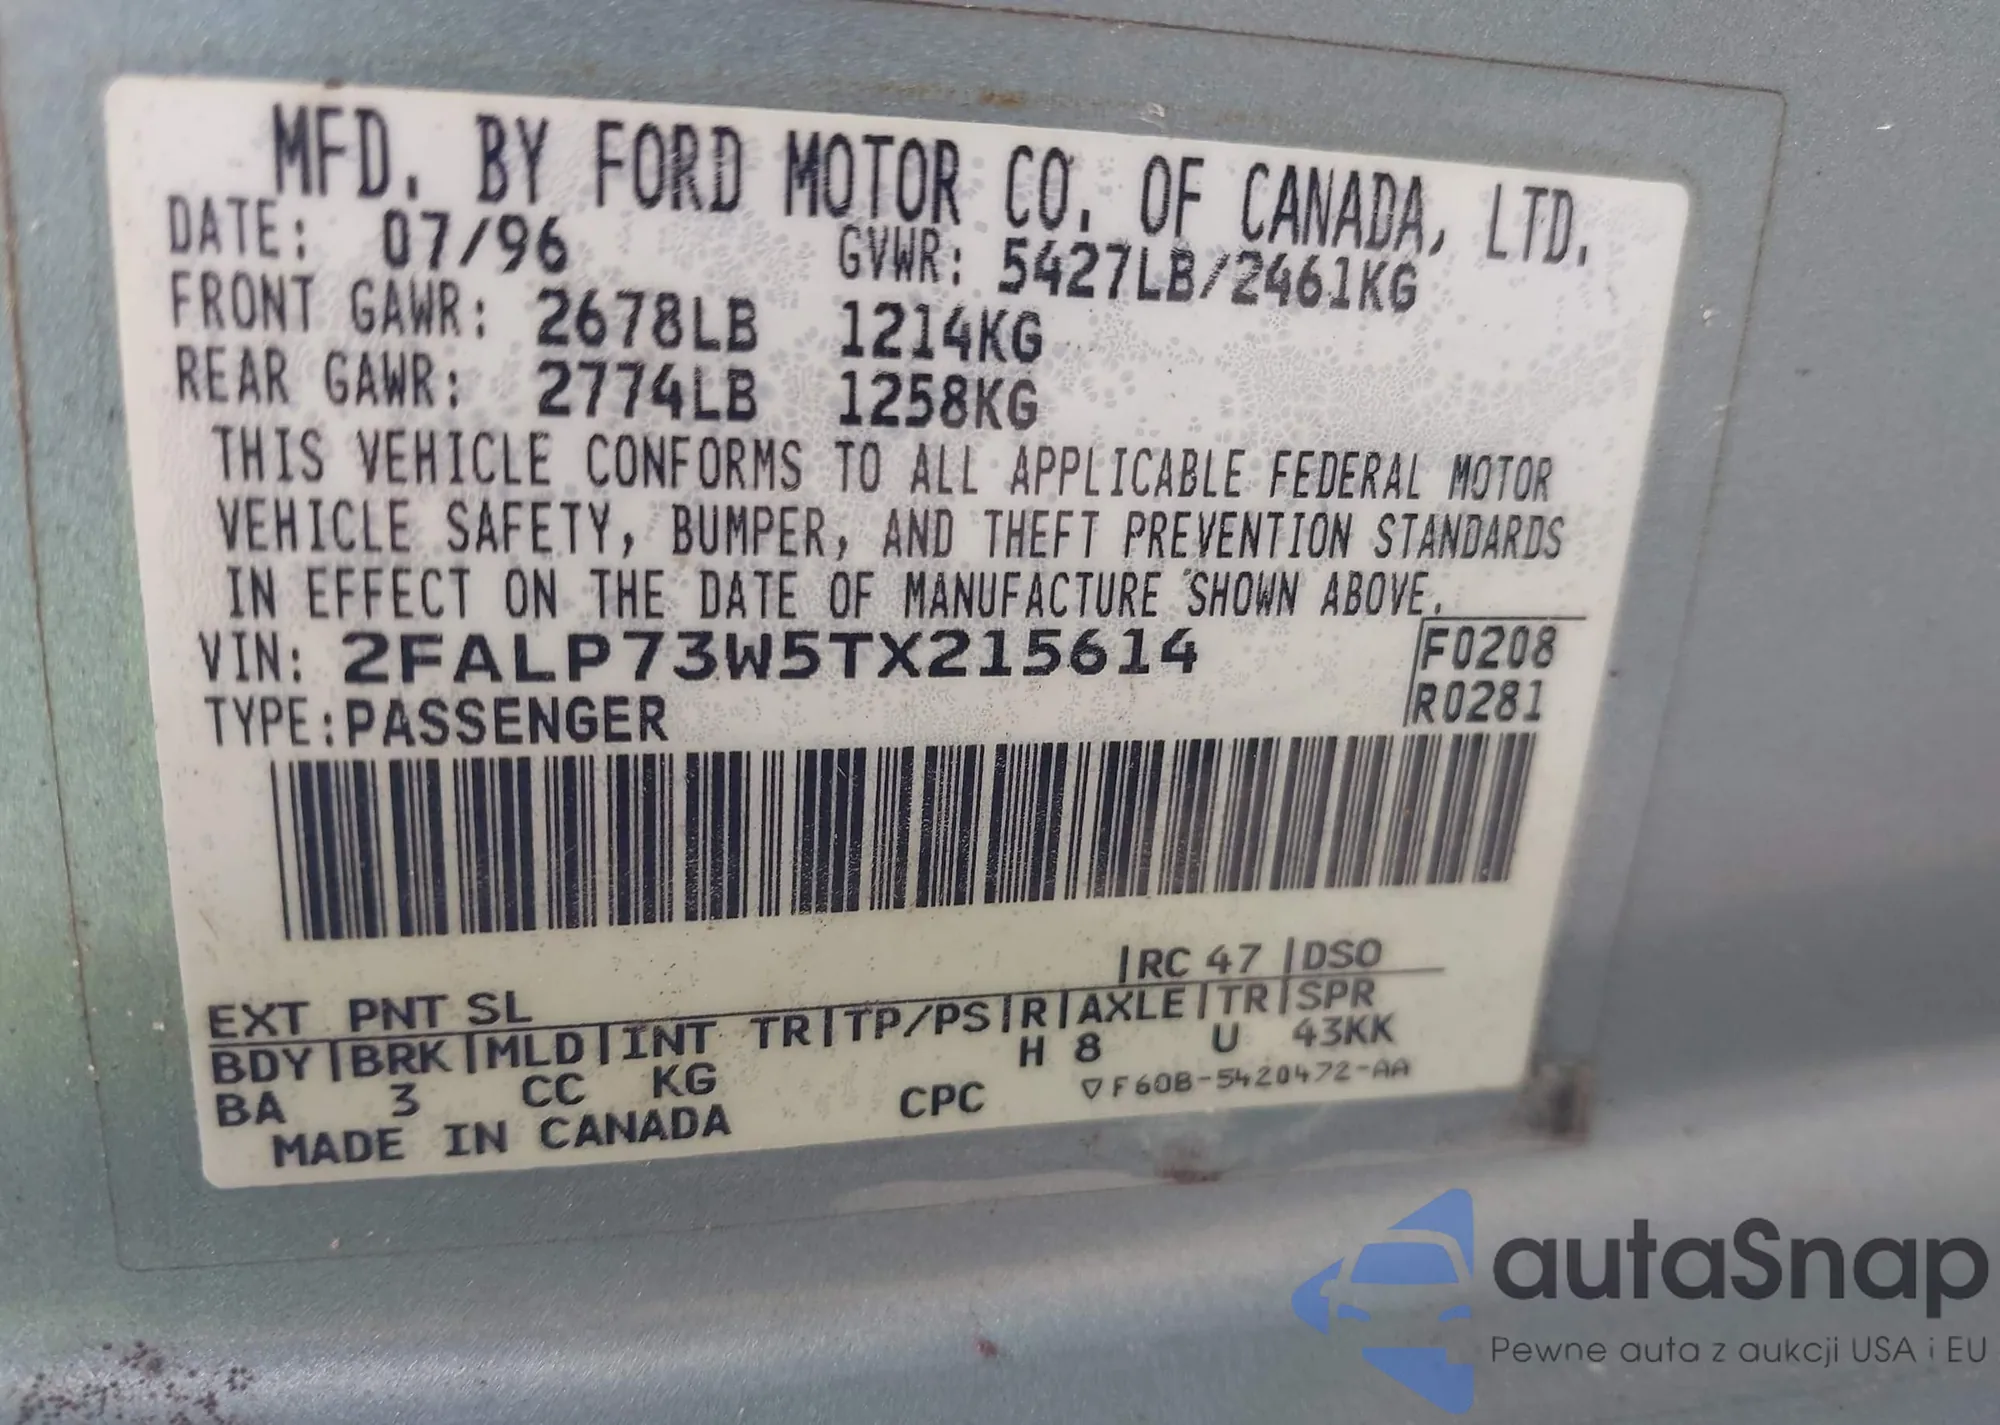 MFD. BY FORD MOTOR CO. OF CANADA, LTD.
DATE: 07/96 GVWR: 5427LB/2461KG
FRONT GAWR: 2678LB 1214KG
REAR GAWR: 2774LB 1258KG
THIS VEHICLE CONFORMS TO ALL APPLICABLE FEDERAL MOTOR
VEHICLE SAFETY, BUMPER, AND THEFT PREVENTION STANDARDS
IN EFFECT ON THE DATE OF MANUFACTURE SHOWN ABOVE.
VIN: 2FALP73W5TX215614 F0208
TYPE: PASSENGER R0281
RC 47 DSO
EXT PNT SL
BDY BRK MLD INT TR TP/PS R AXLE TR SPR
BA 3 CC KG H 8 U 43KK
MADE IN CANADA CPC ▽F60B-5420472-AA
autaSnap
Pewne auta z aukcji USA i EU